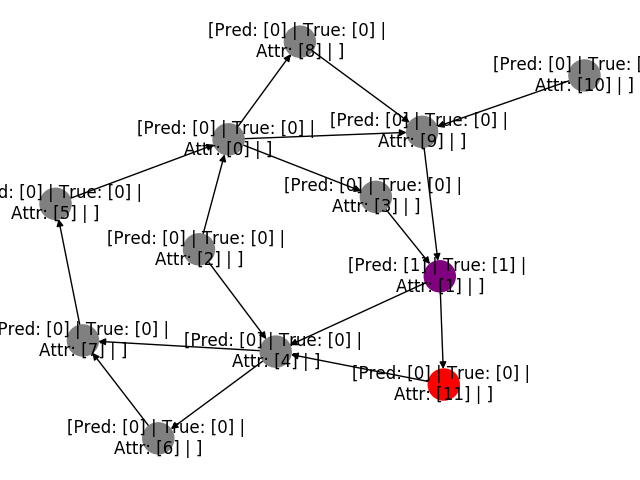 [Pred: [0] | True: [0] |
Attr: [8] | ]
[Pred: [0] | True: [
Attr: [10] | ]
[Pred: [0] | True: [0] |
Attr: [0] | ]
[Pred: [0] | True: [0] |
Attr: [9] | ]
d: [0] | True: [0] |
Attr: [5] | ]
[Pred: [0] | True: [0] |
Attr: [3] | ]
[Pred: [0] | True: [0] |
Attr: [2] | ]
[Pred: [1] | True: [1] |
Attr: [1] | ]
Pred: [0] | True: [0] |
Attr: [7] | ]
[Pred: [0] | True: [0] |
Attr: [4] | ]
[Pred: [0] | True: [0] |
Attr: [11] | ]
[Pred: [0] | True: [0] |
Attr: [6] | ]